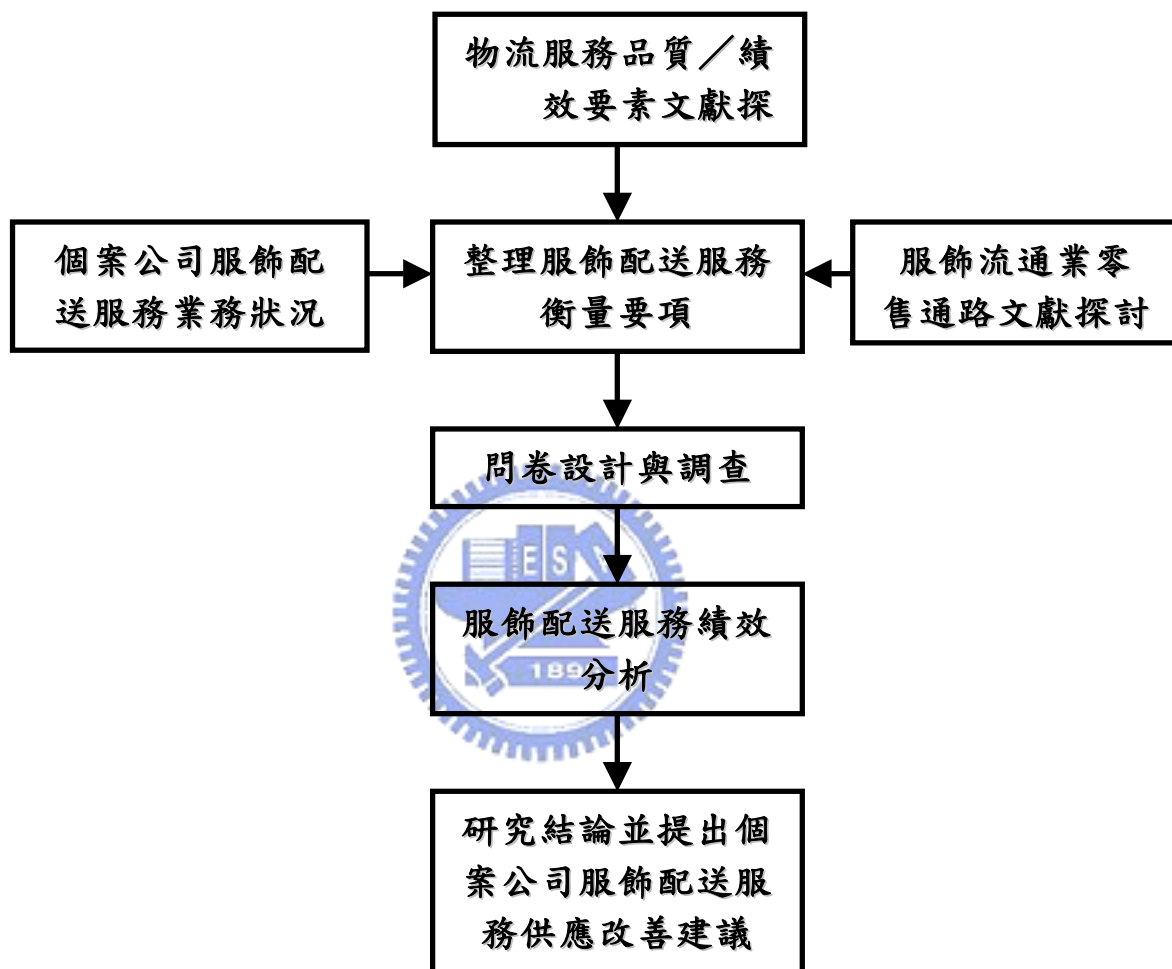 物流服務品質／績
效要素文獻探
個案公司服飾配
送服務業務狀況
整理服飾配送服務
衡量要項
服飾流通業零
售通路文獻探討
問卷設計與調查
ES
服飾配送服務績效
分析
189
研究結論並提出個
案公司服飾配送服
務供應改善建議